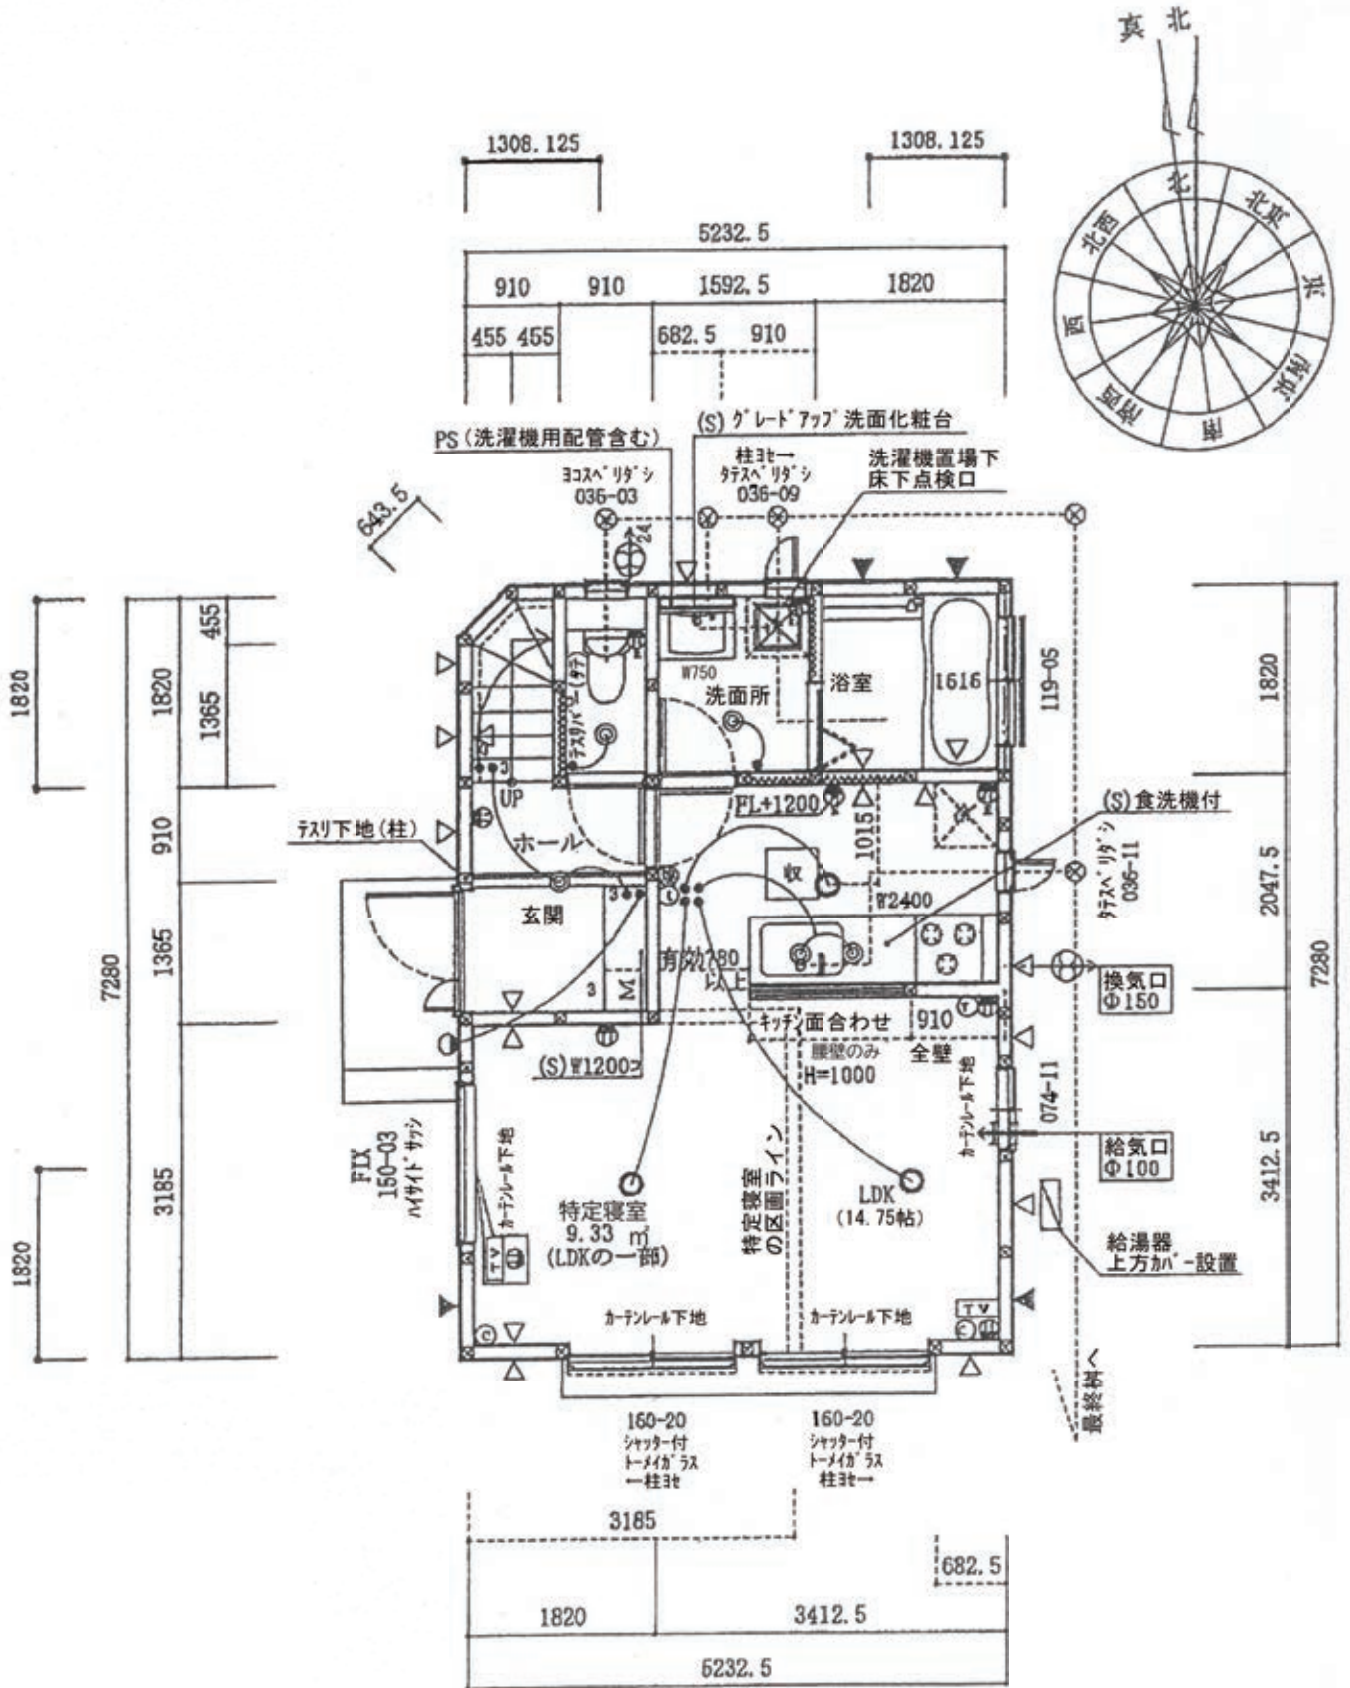 真北
1308.125
1308.125
5232.5
910
910
1592.5
1820
455
455
682.5
910
北
北東
東
南東
南
南西
西
北西
(S) グレードアップ洗面化粧台
PS(洗濯機用配管含む)
ヨコスベリダシ
036-03
柱ヨセ→
タテスベリダシ
036-09
洗濯機置場下
床下点検口
643.5
24
455
1820
1820
1365
910
1365
7280
3185
1820
W750
洗面所
浴室
1616
119-05
テスリバー(タテ)
UP
テスリ下地(柱)
ホール
FL+1200
1015
収
W2400
(S)食洗機付
タテスベリダシ
036-11
玄関
3
3
M
有効780
以上
換気口
Φ150
キッチン面合わせ
910
腰壁のみ
全壁
H=1000
(S)W1200コ
カーテンレール下地
074-11
給気口
Φ100
FIX
150-03
ハイサイドサッシ
カーテンレール下地
特定寝室
9.33 ㎡
(LDKの一部)
特定寝室
の区画ライン
LDK
(14.75帖)
給湯器
上方カバー設置
TV
TV
カーテンレール下地
カーテンレール下地
最終桝へ
1820
2047.5
7280
3412.5
160-20
シャッター付
トーメイガラス
←柱ヨセ
160-20
シャッター付
トーメイガラス
柱ヨセ→
3185
682.5
1820
3412.5
5232.5